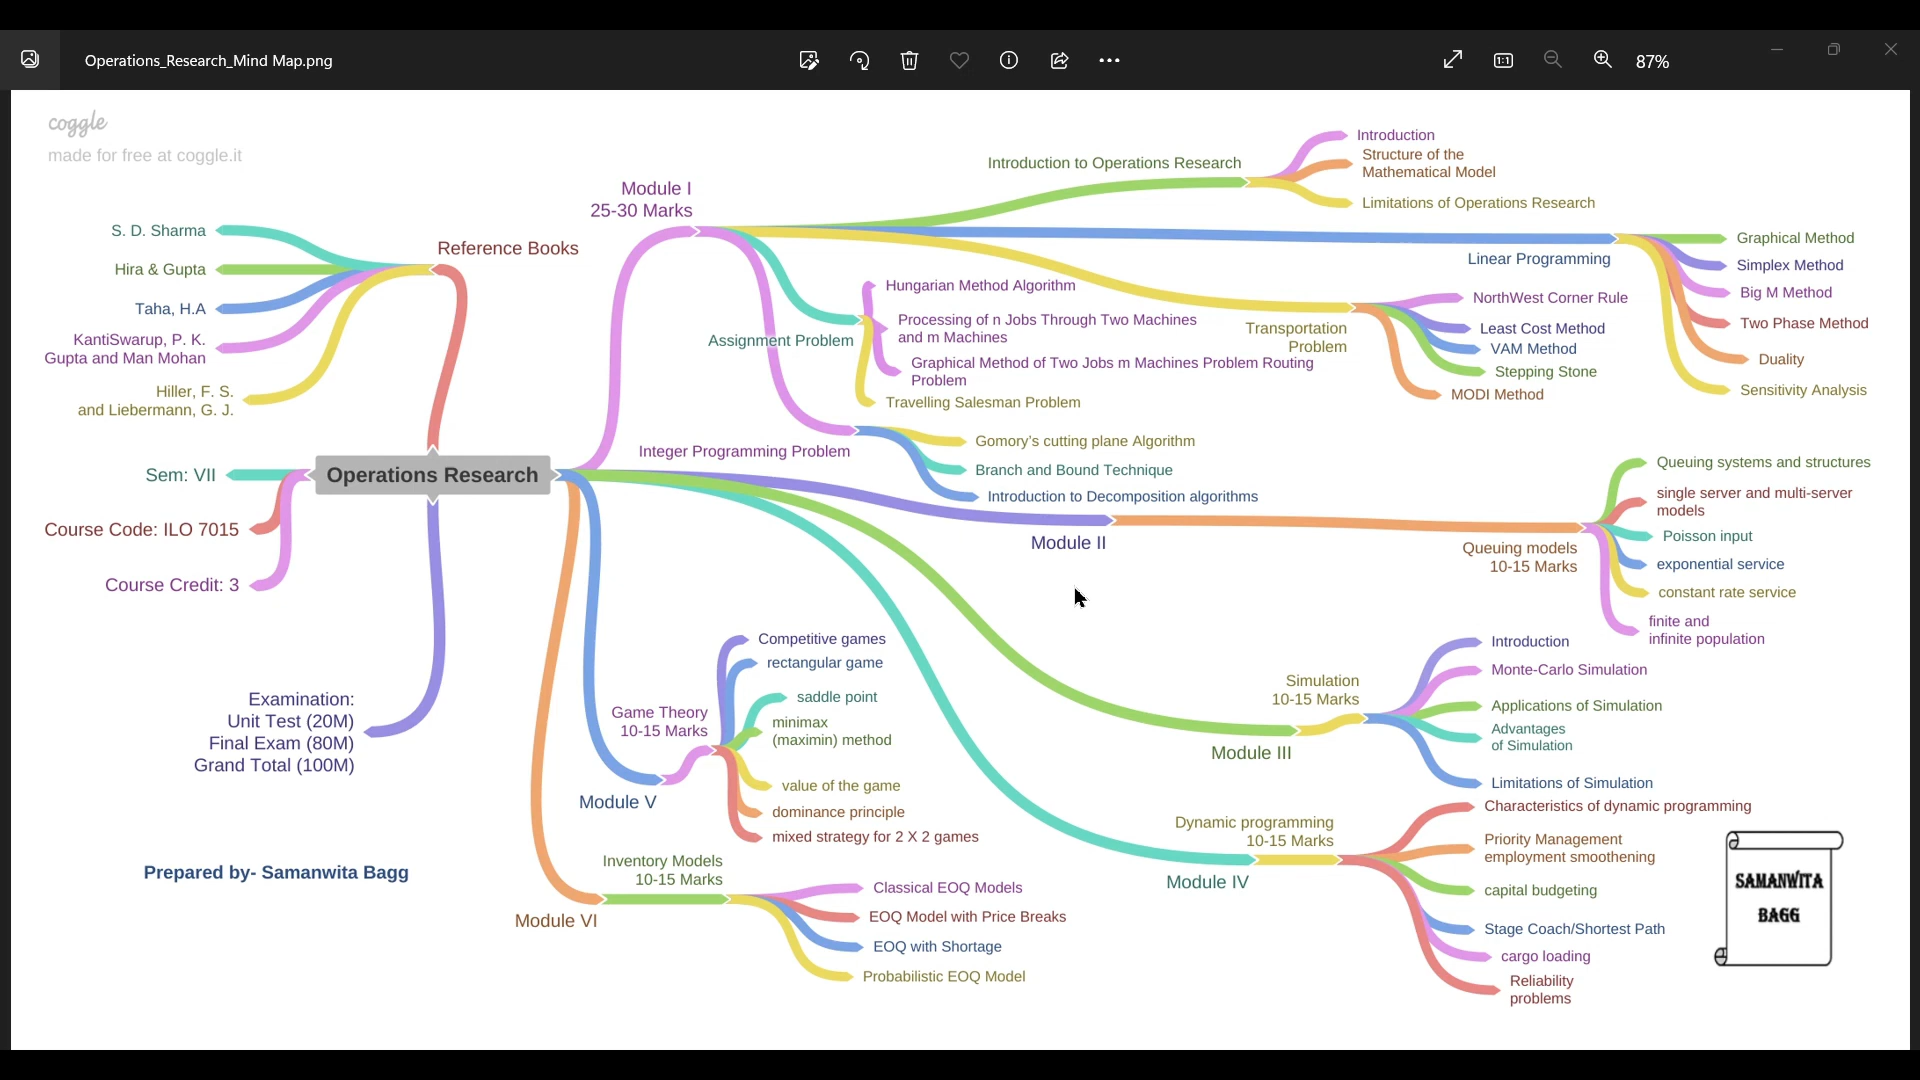 Operations_Research_Mind Map.png
1:1
87%
coggle
made for free at coggle.it
Reference Books
S. D. Sharma
Hira & Gupta
Taha, H.A
KantiSwarup, P. K.
Gupta and Man Mohan
Hiller, F. S.
and Liebermann, G. J.
Operations Research
Sem: VII
Course Code: ILO 7015
Course Credit: 3
Examination:
Unit Test (20M)
Final Exam (80M)
Grand Total (100M)
Prepared by- Samanwita Bagg
Module I
25-30 Marks
Introduction to Operations Research
Introduction
Structure of the
Mathematical Model
Limitations of Operations Research
Linear Programming
Graphical Method
Simplex Method
Big M Method
Two Phase Method
Duality
Sensitivity Analysis
Transportation
Problem
NorthWest Corner Rule
Least Cost Method
VAM Method
Stepping Stone
MODI Method
Assignment Problem
Hungarian Method Algorithm
Processing of n Jobs Through Two Machines
and m Machines
Graphical Method of Two Jobs m Machines Problem Routing
Problem
Travelling Salesman Problem
Integer Programming Problem
Gomory's cutting plane Algorithm
Branch and Bound Technique
Introduction to Decomposition algorithms
Module II
Queuing models
10-15 Marks
Queuing systems and structures
single server and multi-server
models
Poisson input
exponential service
constant rate service
finite and
infinite population
Module III
Simulation
10-15 Marks
Introduction
Monte-Carlo Simulation
Applications of Simulation
Advantages
of Simulation
Limitations of Simulation
Module IV
Dynamic programming
10-15 Marks
Characteristics of dynamic programming
Priority Management
employment smoothening
capital budgeting
Stage Coach/Shortest Path
cargo loading
Reliability
problems
Module V
Game Theory
10-15 Marks
Competitive games
rectangular game
saddle point
minimax
(maximin) method
value of the game
dominance principle
mixed strategy for 2 X 2 games
Module VI
Inventory Models
10-15 Marks
Classical EOQ Models
EOQ Model with Price Breaks
EOQ with Shortage
Probabilistic EOQ Model
SAMANWITA
BAGG